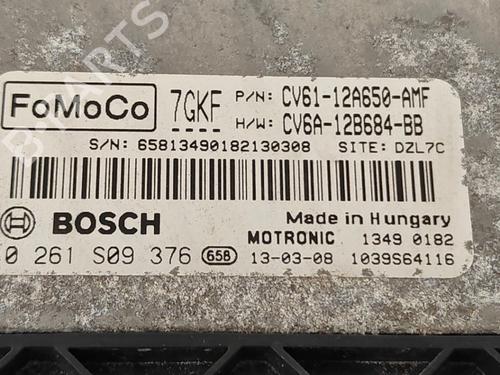 FoMoCo 7GKF P/N: CV61-12A650-AMF
H/W: CV6A-12B684-BB
S/N: 65813490182130308 SITE: DZL7C
BOSCH Made in Hungary
MOTRONIC 1349 0182
0 261 S09 376 658 13-03-08 1039S64116